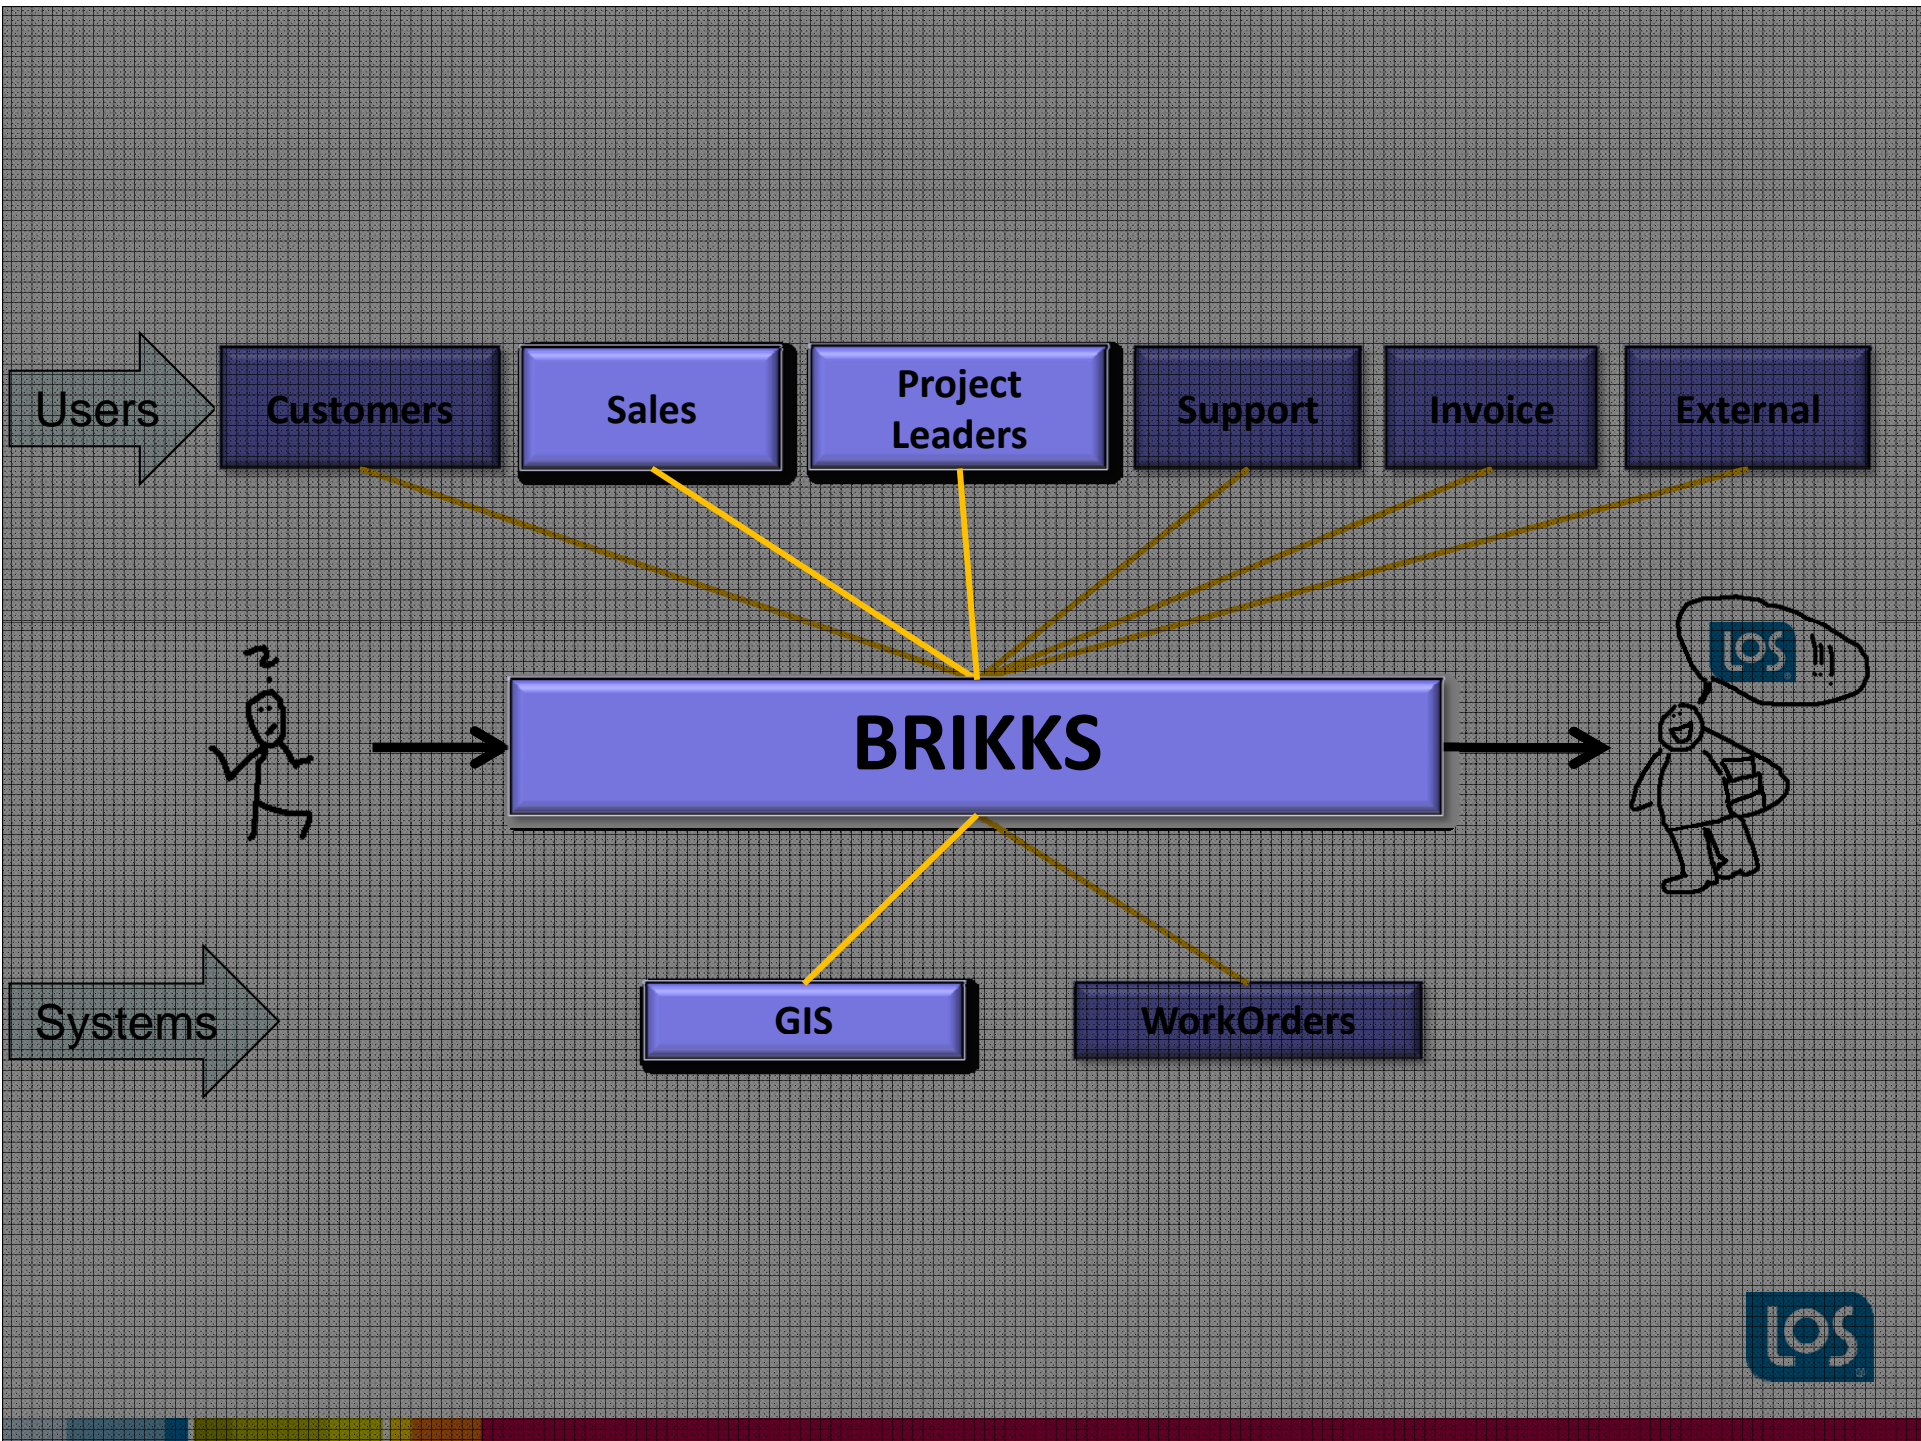 Users
Customers
Sales
Project
Leaders
Support
Invoice
External
LOS !!!
?
BRIKKS
Systems
GIS
WorkOrders
LOS